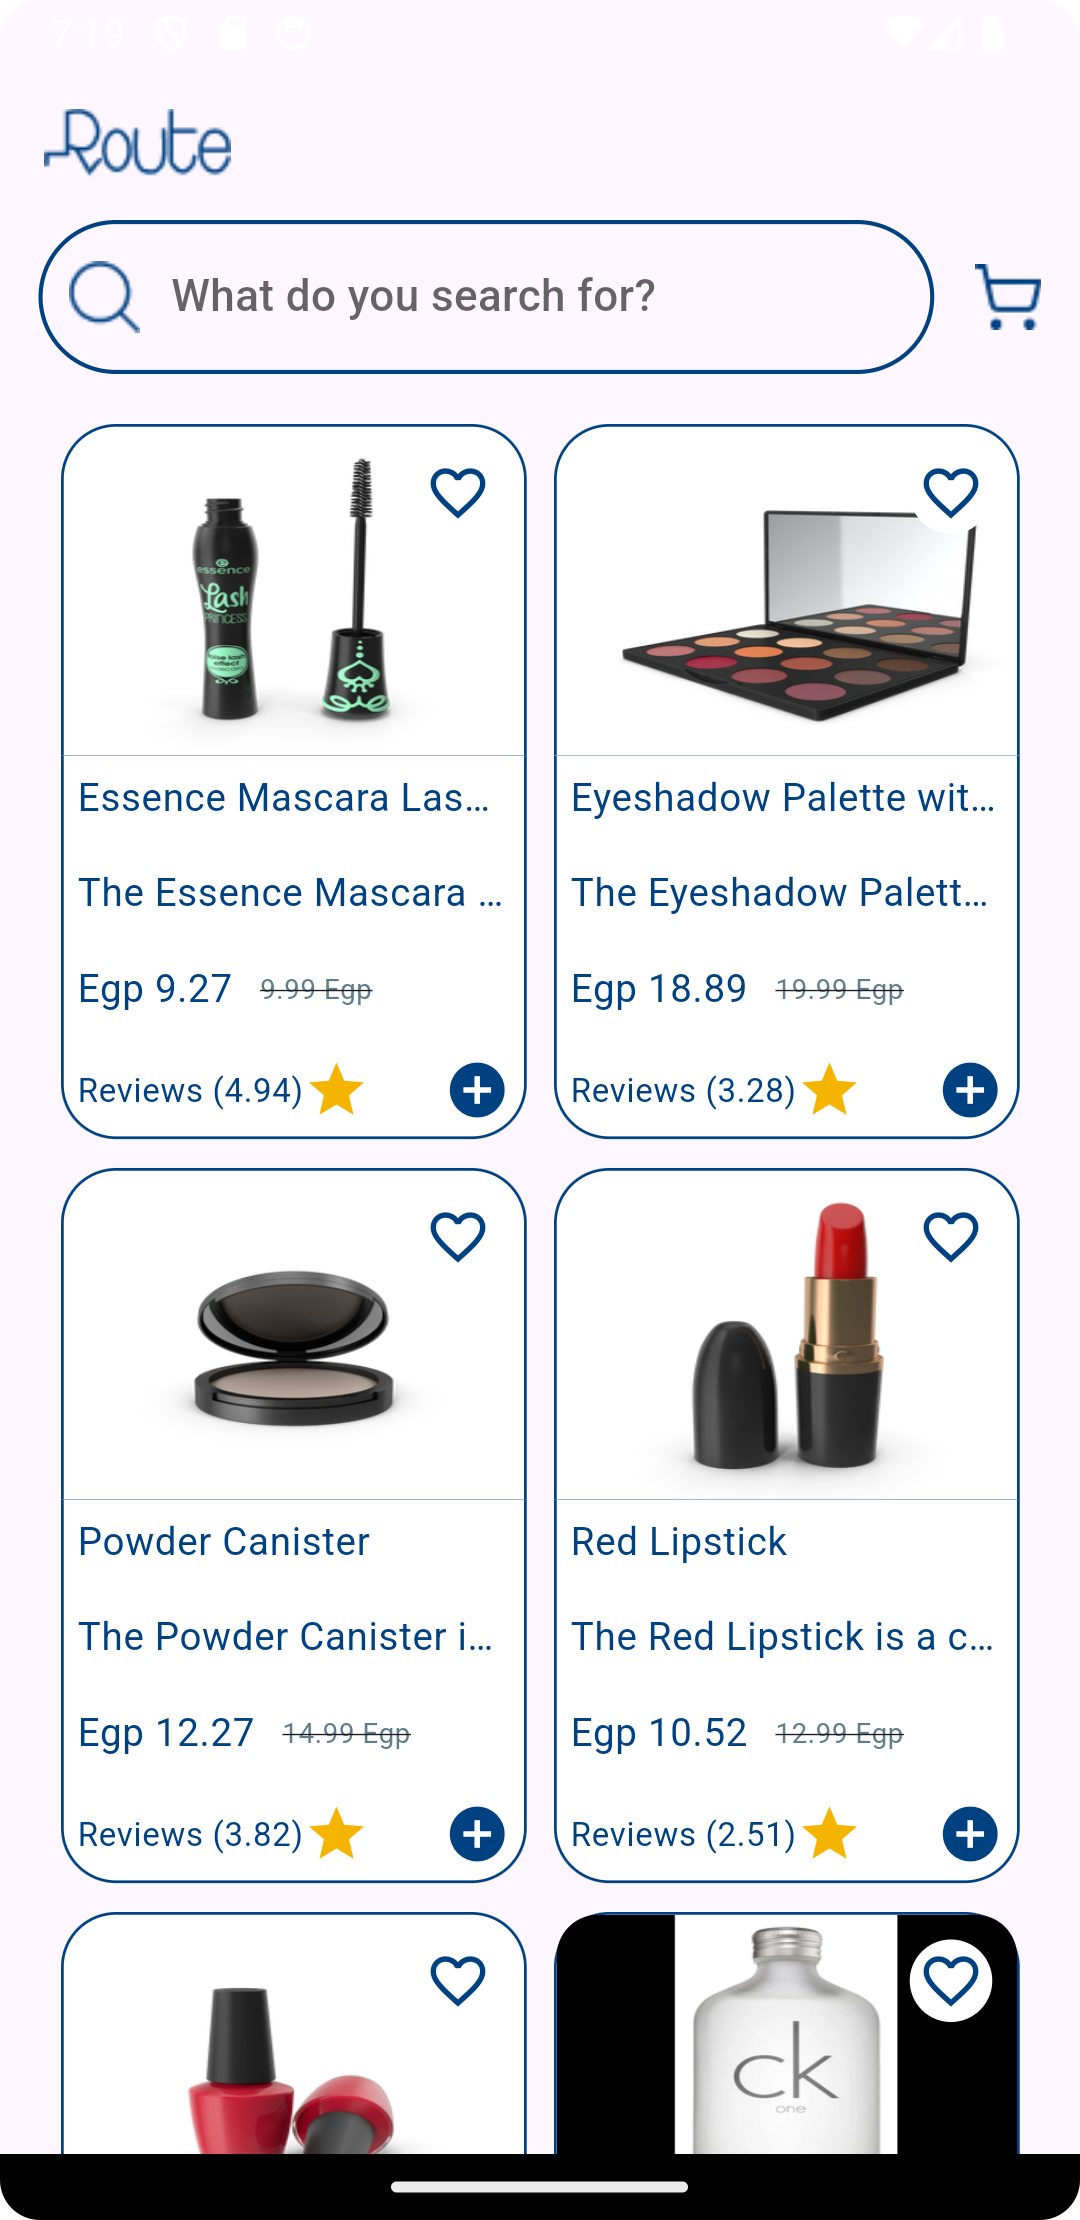 7:19
Route
What do you search for?
essence
Lash
PRINCESS
false lash
effect
mascara
Essence Mascara Las...
The Essence Mascara ...
Egp 9.27 9.99 Egp
Reviews (4.94)
Eyeshadow Palette wit...
The Eyeshadow Palett...
Egp 18.89 19.99 Egp
Reviews (3.28)
Powder Canister
The Powder Canister i...
Egp 12.27 14.99 Egp
Reviews (3.82)
Red Lipstick
The Red Lipstick is a c...
Egp 10.52 12.99 Egp
Reviews (2.51)
ck
one